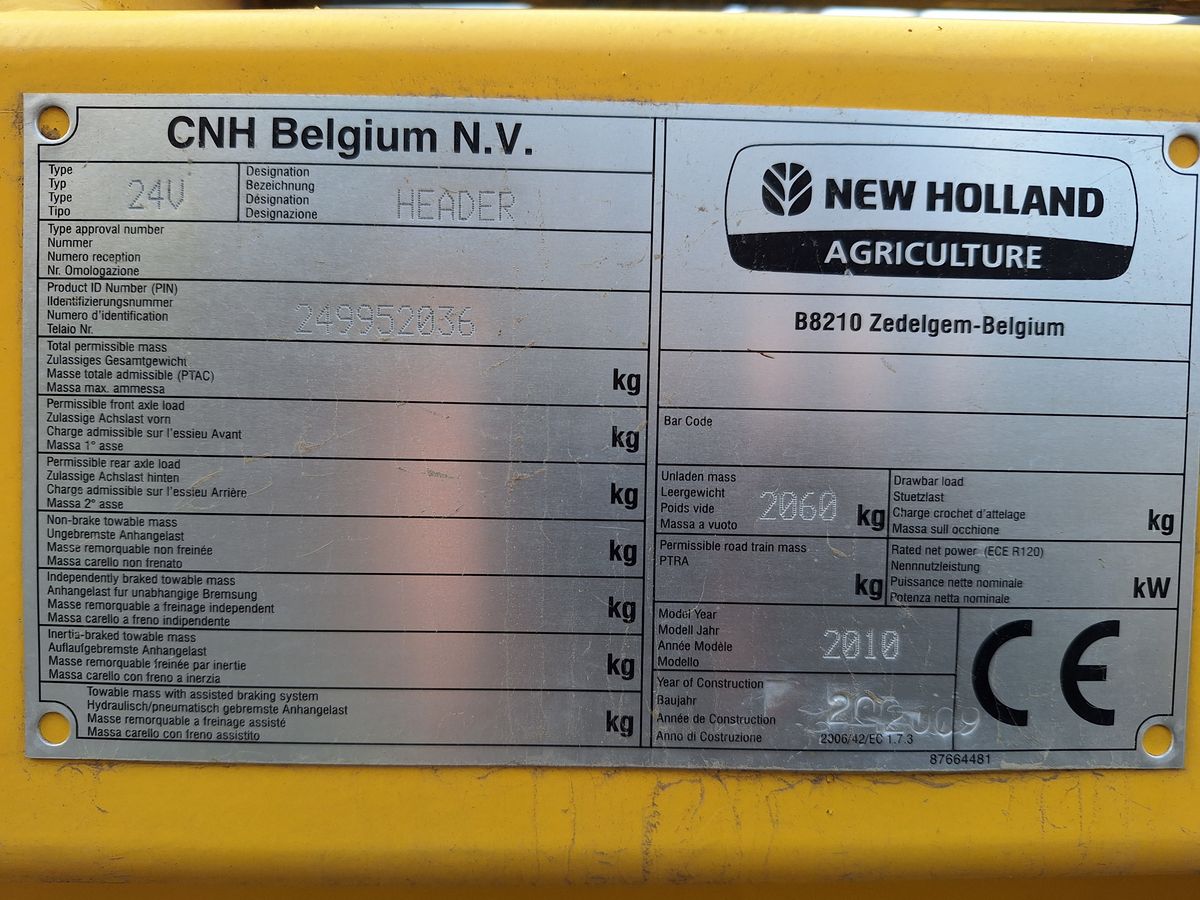 CNH Belgium N.V.
Type
Typ
Type
Tipo
24V
Designation
Bezeichnung
Désignation
Designazione
HEADER
Type approval number
Nummer
Numero reception
Nr. Omologazione
Product ID Number (PIN)
Ildentifizierungsnummer
Numero d'identification
Telaio Nr.
249952036
Total permissible mass
Zulassiges Gesamtgewicht
Masse totale admissible (PTAC)
Massa max. ammessa
kg
Permissible front axle load
Zulassige Achslast vorn
Charge admissible sur l'essieu Avant
Massa 1° asse
kg
Permissible rear axle load
Zulassige Achslast hinten
Charge admissible sur l'essieu Arrière
Massa 2° asse
kg
Non-brake towable mass
Ungebremste Anhangelast
Masse remorquable non freinée
Massa carello non frenato
kg
Independently braked towable mass
Anhangelast fur unabhangige Bremsung
Masse remorquable a freinage independent
Massa carello a freno indipendente
kg
Inertia-braked towable mass
Auflaufgebremste Anhangelast
Masse remorquable freinée par inertie
Massa carello con freno a inerzia
kg
Towable mass with assisted braking system
Hydraulisch/pneumatisch gebremste Anhangelast
Masse remorquable a freinage assisté
Massa carello con freno assistito
kg
NEW HOLLAND
AGRICULTURE
B8210 Zedelgem-Belgium
Bar Code
Unladen mass
Leergewicht
Poids vide
Massa a vuoto
2060 kg
Drawbar load
Stuetzlast
Charge crochet d'attelage
Massa sull occhione
kg
Permissible road train mass
PTRA
kg
Rated net power (ECE R120)
Nennnutzleistung
Puissance nette nominale
Potenza netta nominale
kW
Model Year
Modell Jahr
Année Modèle
Modello
2010
Year of Construction
Baujahr
Année de Construction
Anno di Costruzione
2006/42/EC 1.7.3
CE
87664481